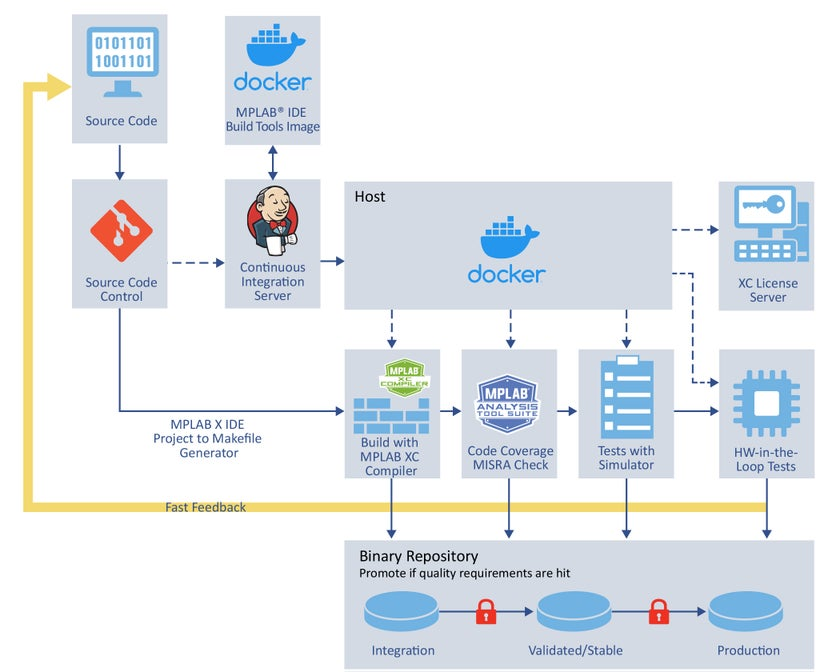 0101101
1001101
Source Code
docker
MPLAB® IDE
Build Tools Image
Source Code
Control
Continuous
Integration
Server
Host
docker
XC License
Server
MPLAB X IDE
Project to Makefile
Generator
MPLAB
XC
COMPILER
Build with
MPLAB XC
Compiler
MPLAB
ANALYSIS
TOOL SUITE
Code Coverage
MISRA Check
Tests with
Simulator
HW-in-the-
Loop Tests
Fast Feedback
Binary Repository
Promote if quality requirements are hit
Integration
Validated/Stable
Production